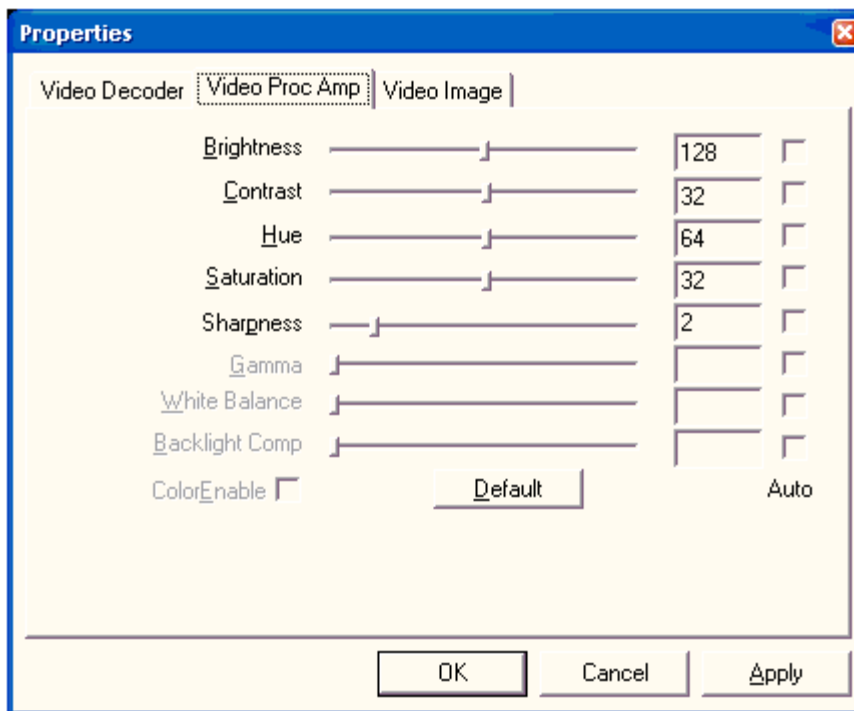 Properties
Video Decoder Video Proc Amp Video Image
Brightness 128
Contrast 32
Hue 64
Saturation 32
Sharpness 2
Gamma
White Balance
Backlight Comp
ColorEnable Default Auto
OK Cancel Apply